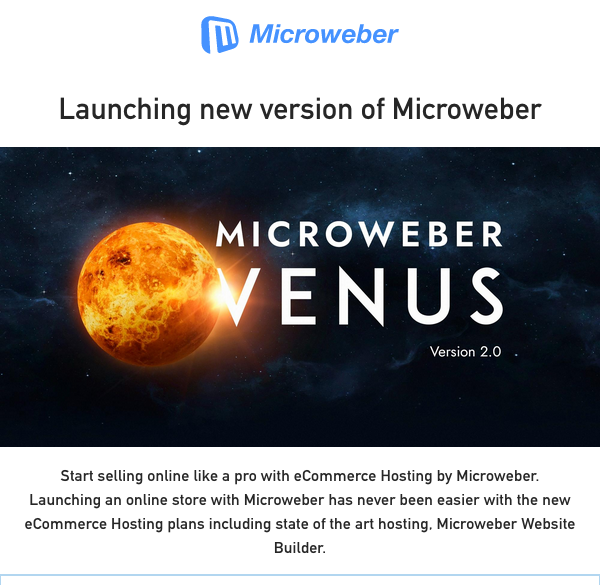 Microweber
Launching new version of Microweber
MICROWEBER
VENUS
Version 2.0
Start selling online like a pro with eCommerce Hosting by Microweber.
Launching an online store with Microweber has never been easier with the new
eCommerce Hosting plans including state of the art hosting, Microweber Website
Builder.